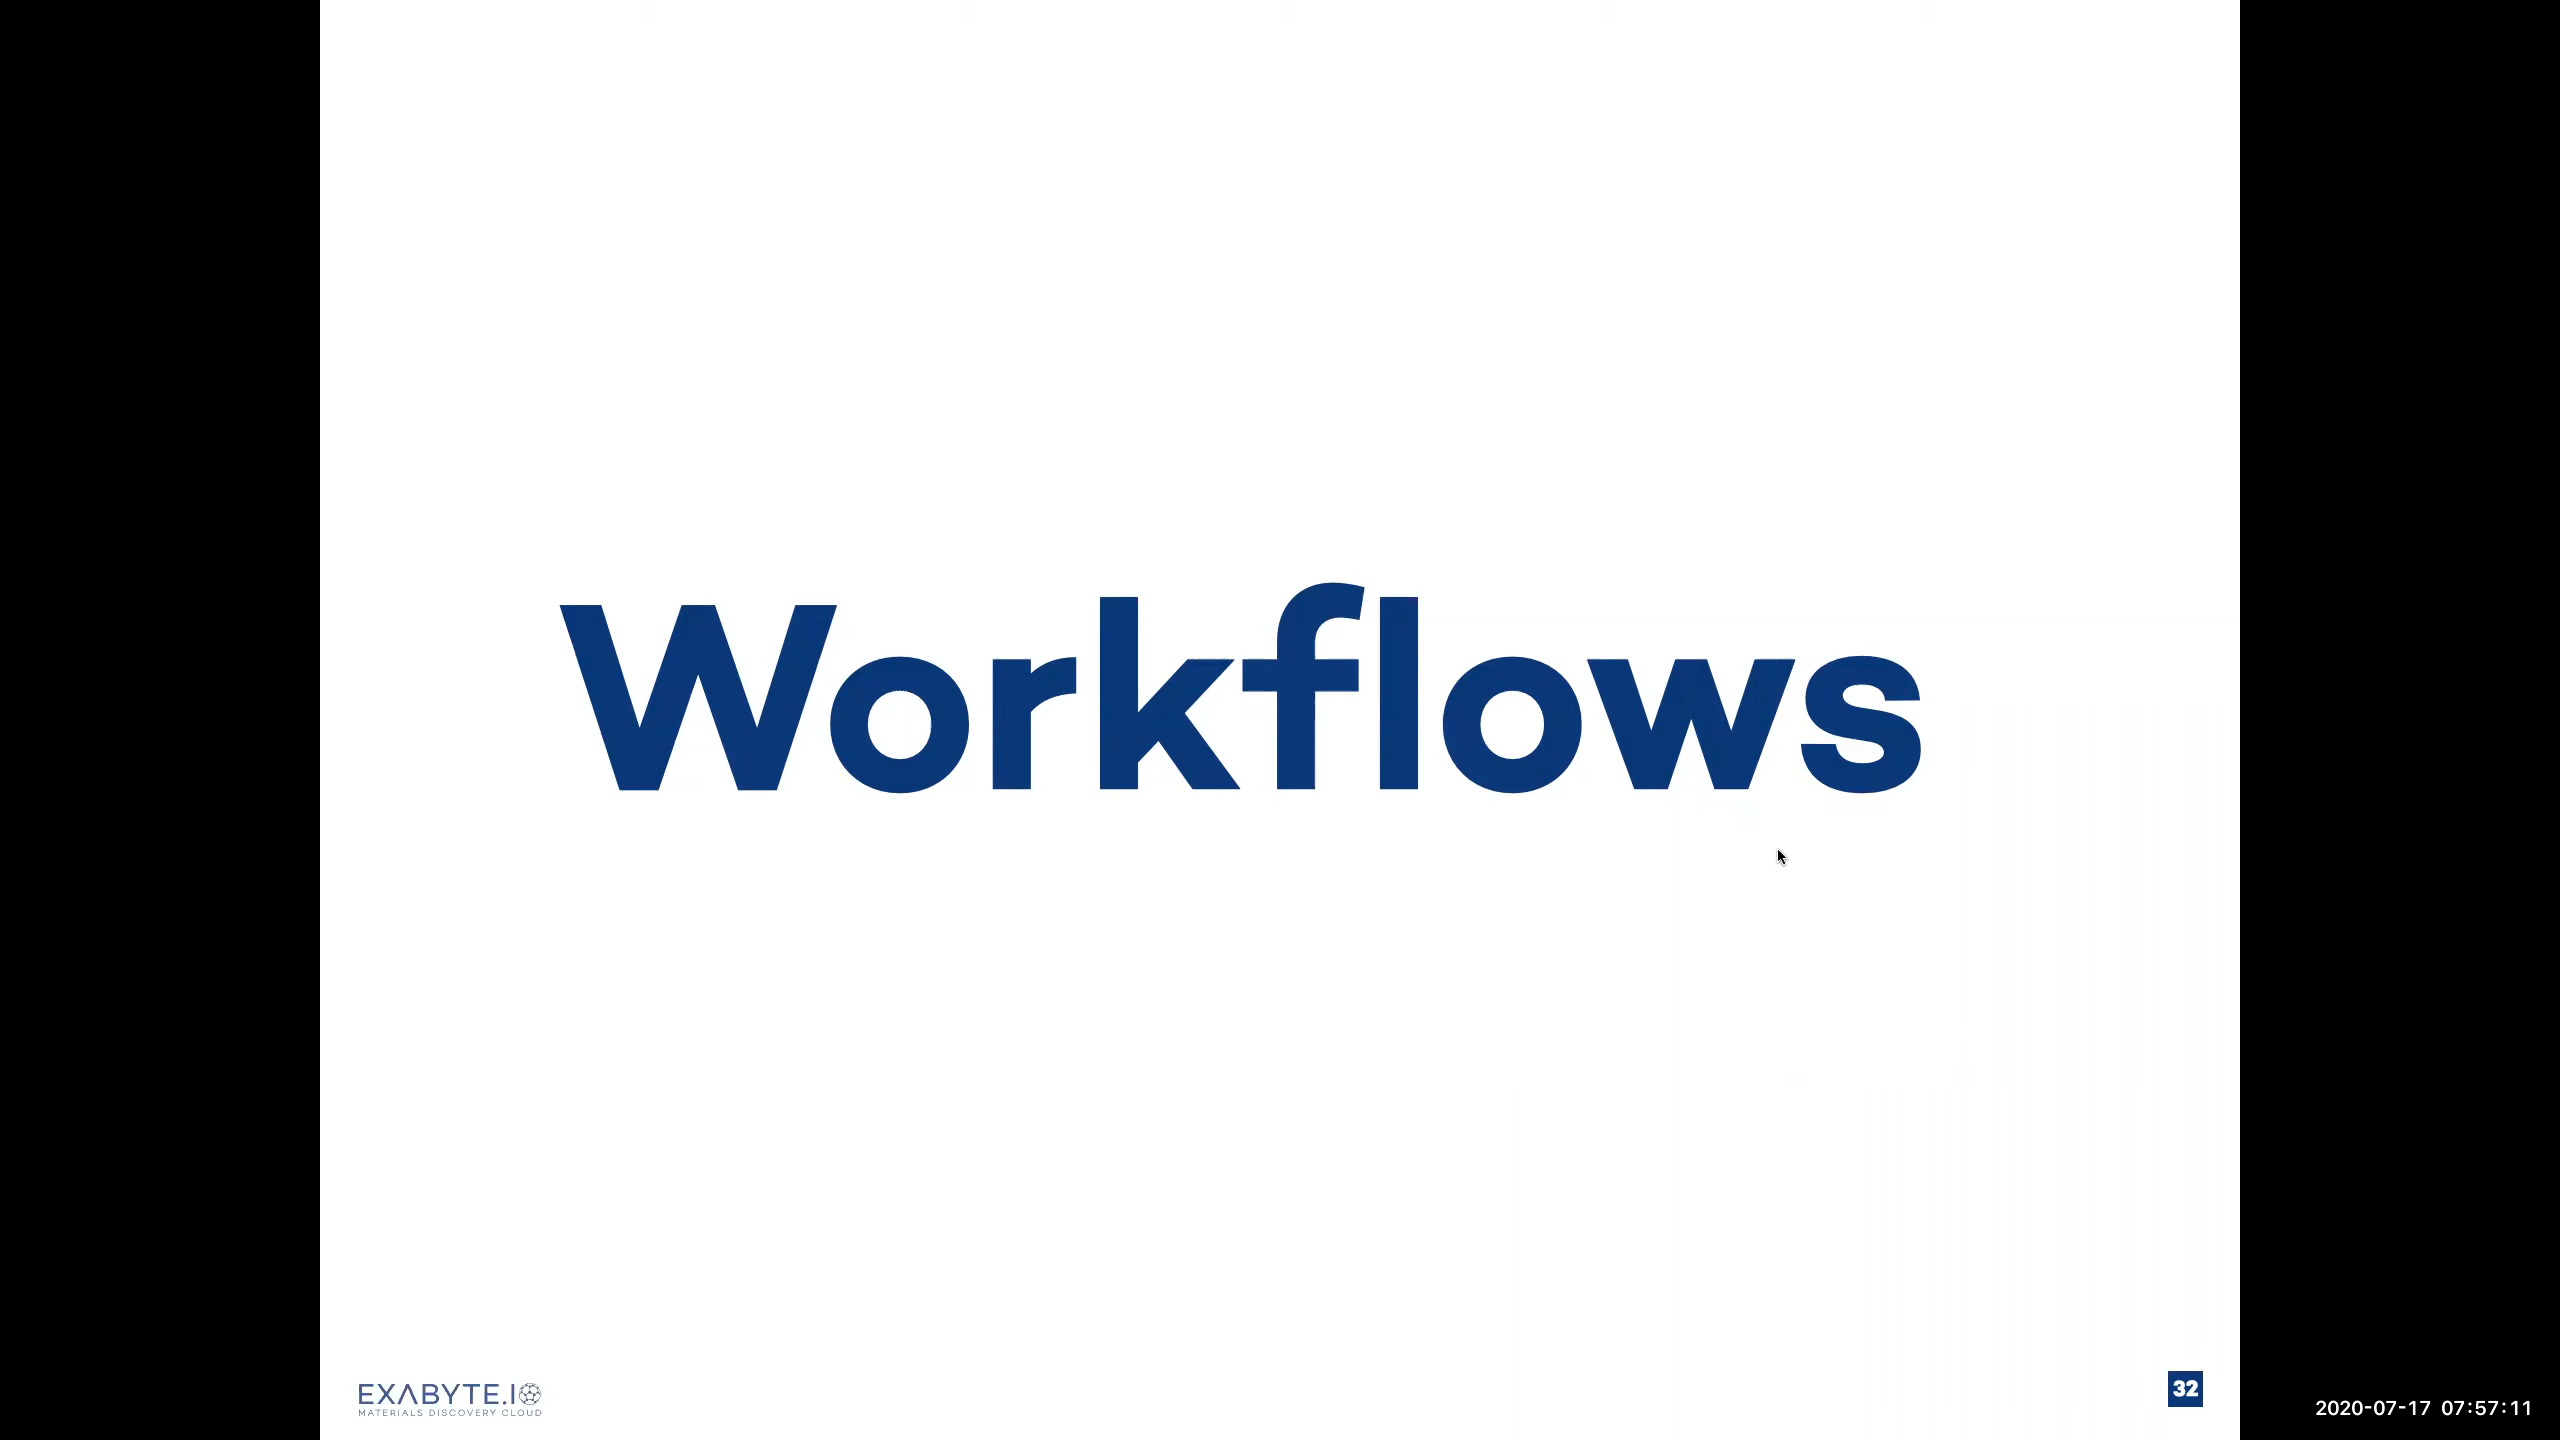 Workflows
EXABYTE.IO
MATERIALS DISCOVERY CLOUD
32
2020-07-17 07:57:11